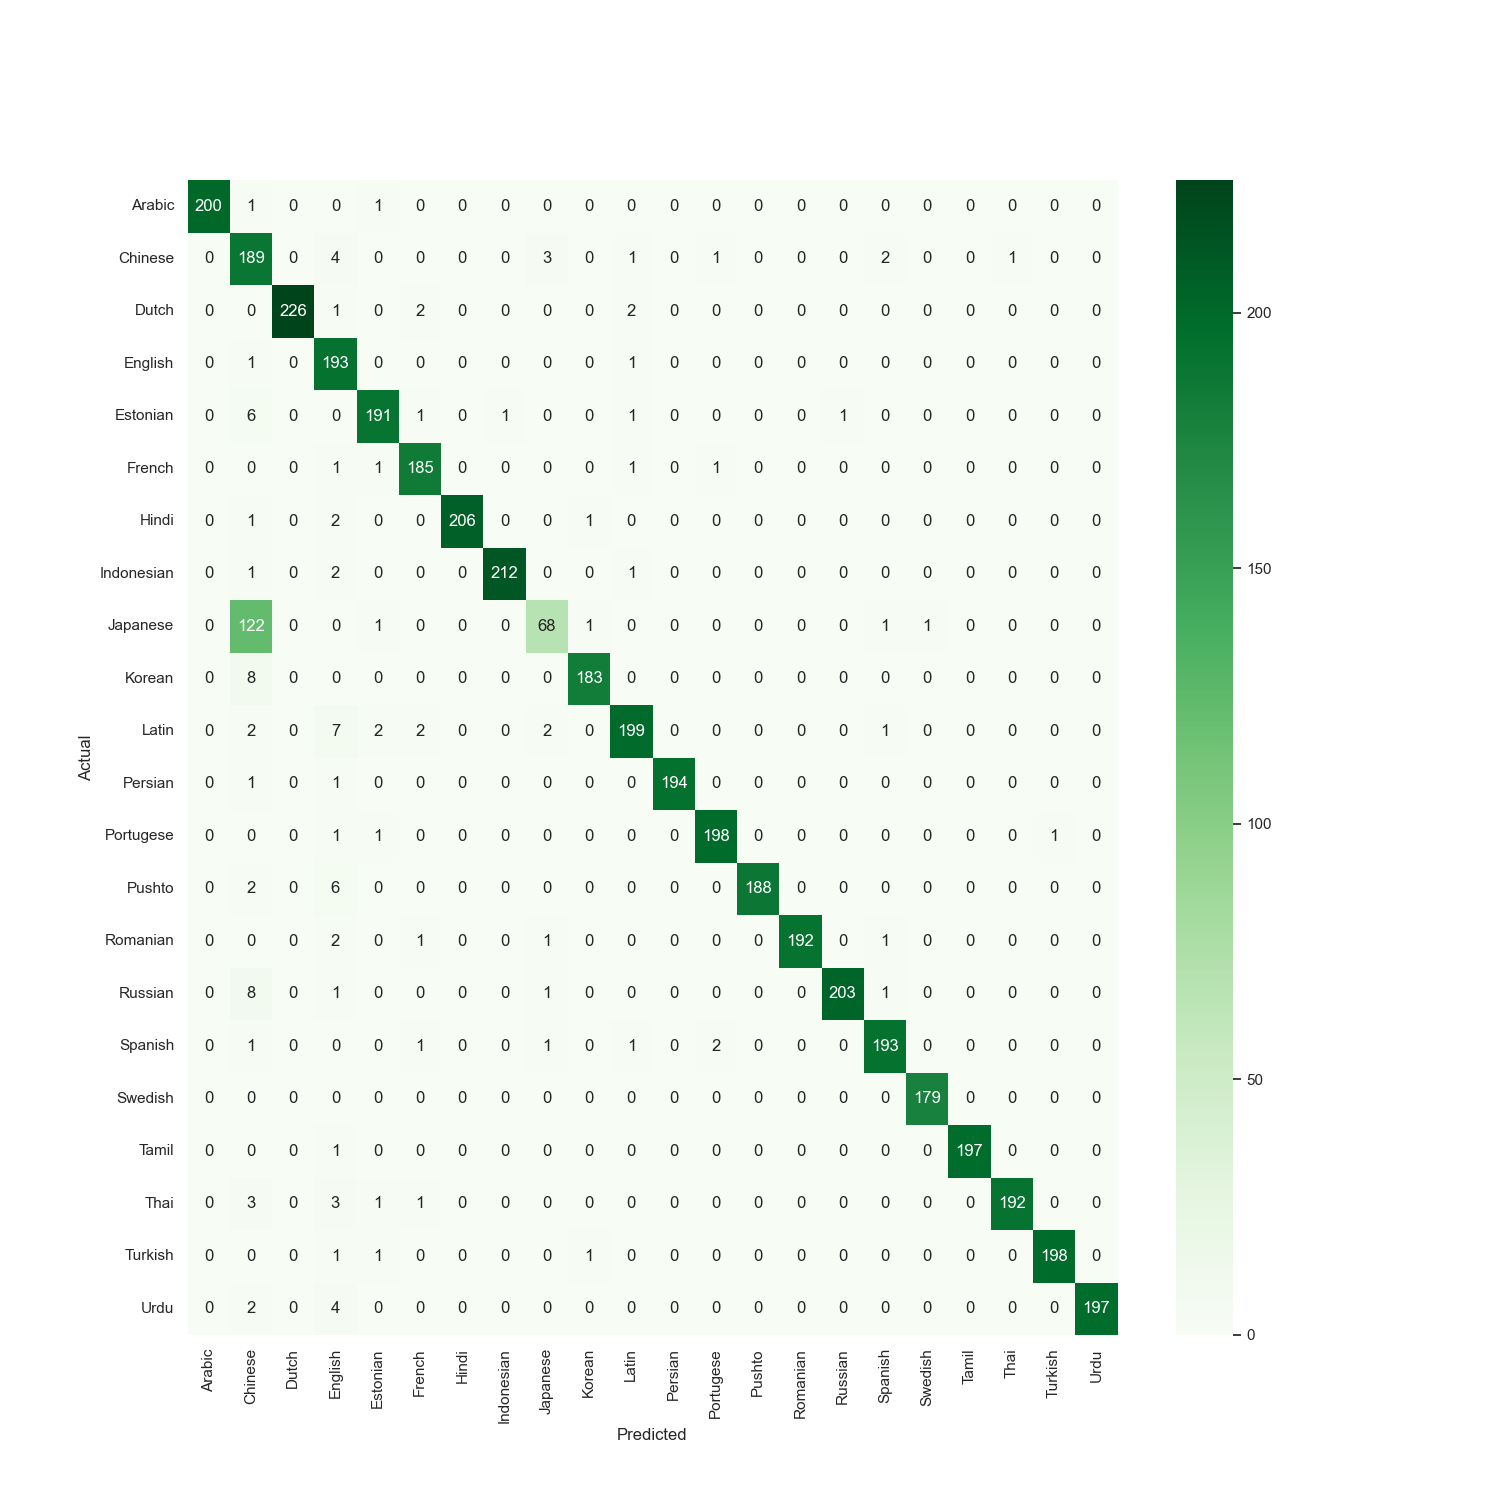 Arabic 200 1 0 0 1 0 0 0 0 0 0 0 0 0 0 0 0 0 0 0 0 0
Chinese 0 189 0 4 0 0 0 0 3 0 1 0 1 0 0 0 2 0 0 1 0 0
Dutch 0 0 226 1 0 2 0 0 0 0 2 0 0 0 0 0 0 0 0 0 0 0
200
English 0 1 0 193 0 0 0 0 0 0 1 0 0 0 0 0 0 0 0 0 0 0
Estonian 0 6 0 0 191 1 0 1 0 0 1 0 0 0 0 1 0 0 0 0 0 0
French 0 0 0 1 1 185 0 0 0 0 1 0 1 0 0 0 0 0 0 0 0 0
Hindi 0 1 0 2 0 0 206 0 0 1 0 0 0 0 0 0 0 0 0 0 0 0
Indonesian 0 1 0 2 0 0 0 212 0 0 1 0 0 0 0 0 0 0 0 0 0 0
150
Japanese 0 122 0 0 1 0 0 0 68 1 0 0 0 0 0 0 1 1 0 0 0 0
Korean 0 8 0 0 0 0 0 0 0 183 0 0 0 0 0 0 0 0 0 0 0 0
Latin 0 2 0 7 2 2 0 0 2 0 199 0 0 0 0 0 1 0 0 0 0 0
Actual
Persian 0 1 0 1 0 0 0 0 0 0 0 194 0 0 0 0 0 0 0 0 0 0
Portugese 0 0 0 1 1 0 0 0 0 0 0 0 198 0 0 0 0 0 0 0 1 0
100
Pushto 0 2 0 6 0 0 0 0 0 0 0 0 0 188 0 0 0 0 0 0 0 0
Romanian 0 0 0 2 0 1 0 0 1 0 0 0 0 0 192 0 1 0 0 0 0 0
Russian 0 8 0 1 0 0 0 0 1 0 0 0 0 0 0 203 1 0 0 0 0 0
Spanish 0 1 0 0 0 1 0 0 1 0 1 0 2 0 0 0 193 0 0 0 0 0
50
Swedish 0 0 0 0 0 0 0 0 0 0 0 0 0 0 0 0 0 179 0 0 0 0
Tamil 0 0 0 1 0 0 0 0 0 0 0 0 0 0 0 0 0 0 197 0 0 0
Thai 0 3 0 3 1 1 0 0 0 0 0 0 0 0 0 0 0 0 0 192 0 0
Turkish 0 0 0 1 1 0 0 0 0 1 0 0 0 0 0 0 0 0 0 0 198 0
Urdu 0 2 0 4 0 0 0 0 0 0 0 0 0 0 0 0 0 0 0 0 0 197
0
Arabic Chinese Dutch English Estonian French Hindi Indonesian Japanese Korean Latin Persian Portugese Pushto Romanian Russian Spanish Swedish Tamil Thai Turkish Urdu
Predicted